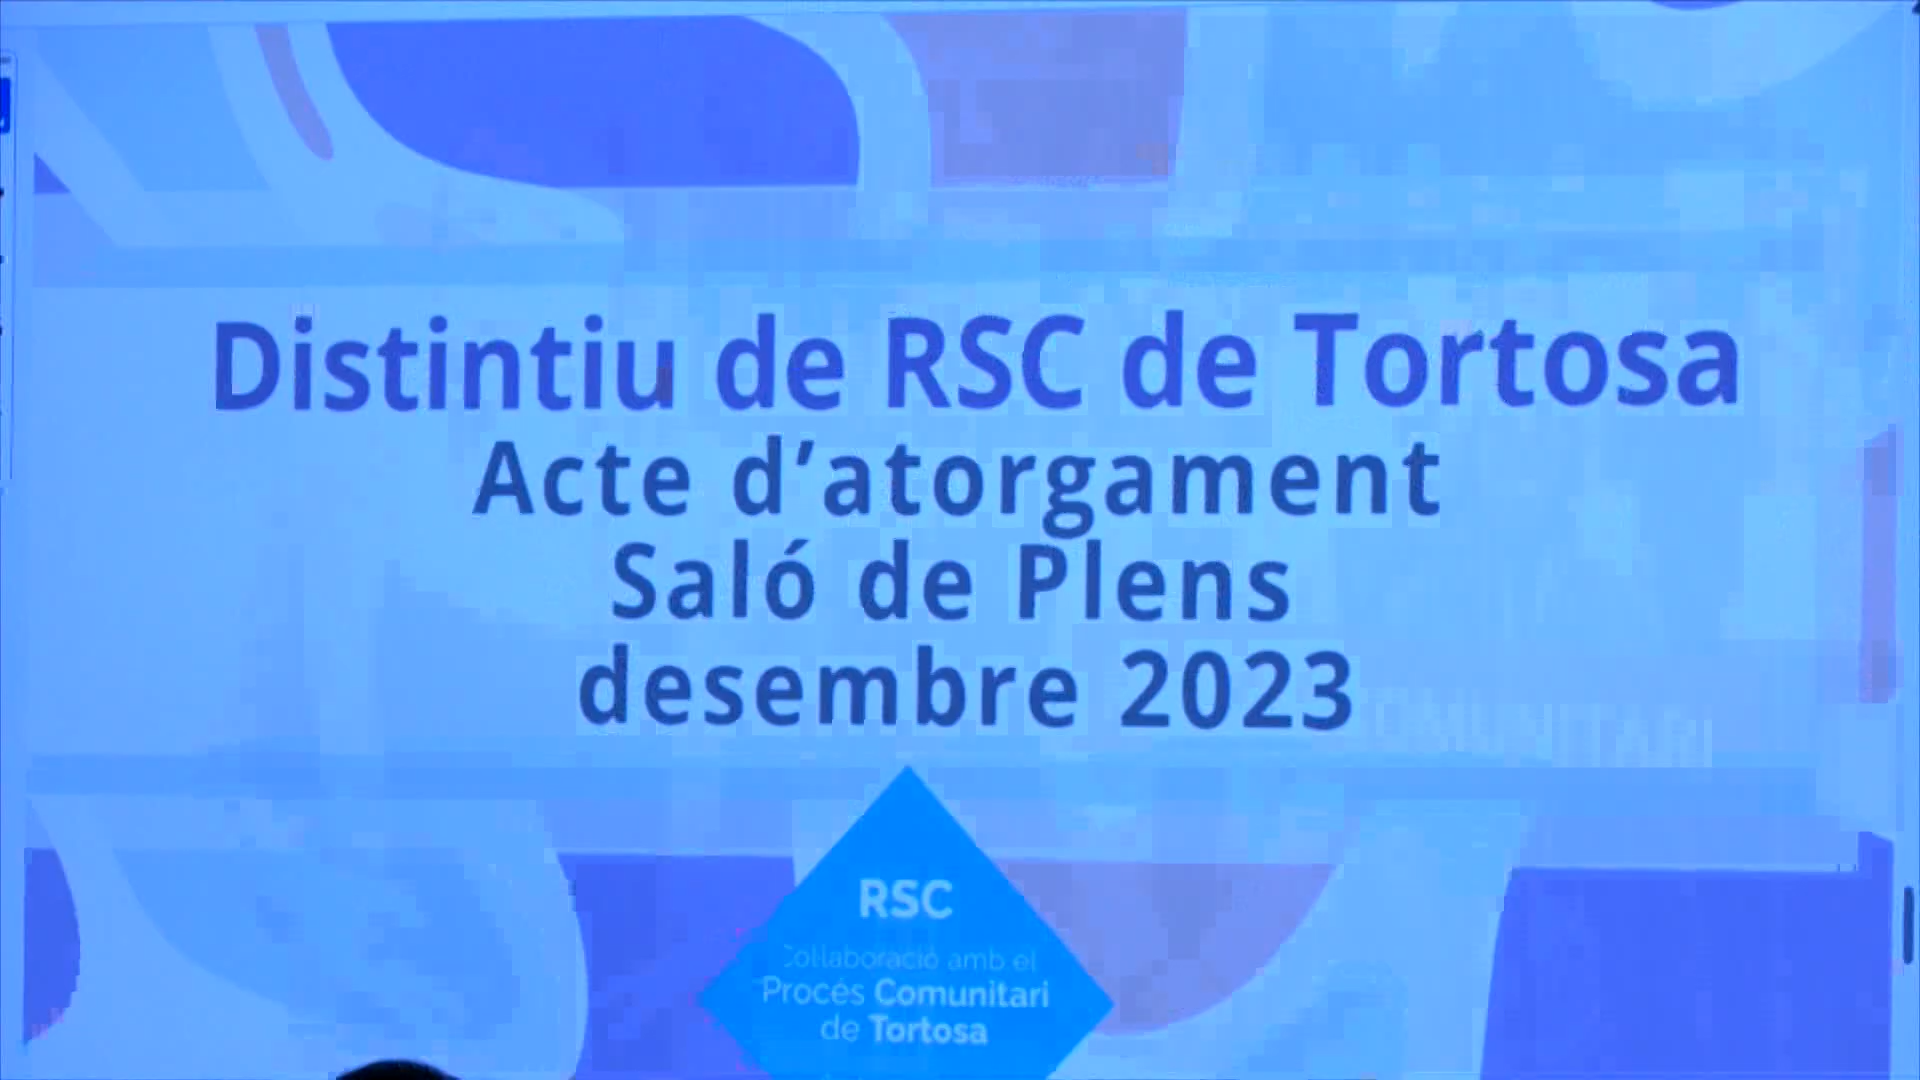 Distintiu de RSC de Tortosa
Acte d’atorgament
Saló de Plens
desembre 2023
RSC
Col·laboració amb el
Procés Comunitari
de Tortosa